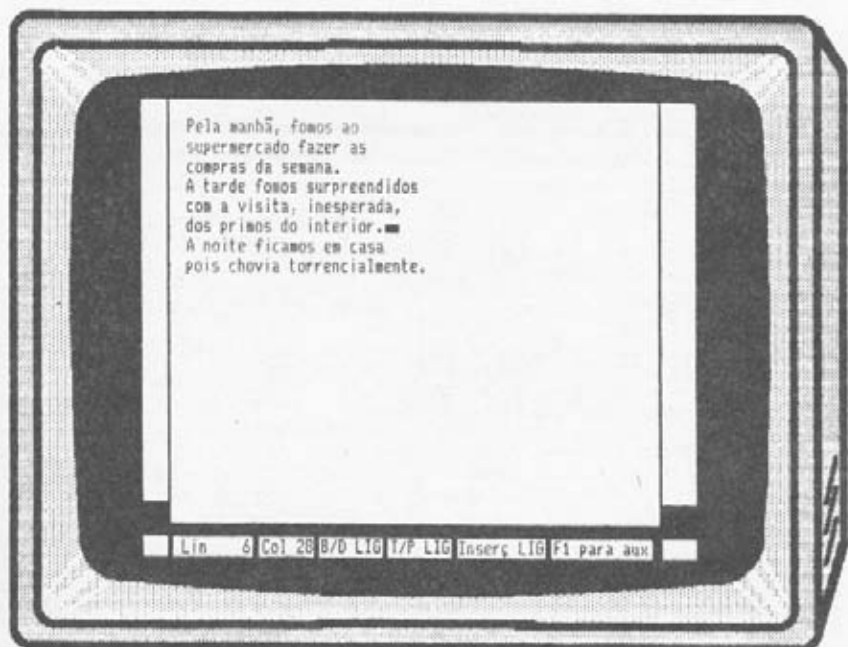 Pela manhã, fomos ao
supermercado fazer as
compras da semana.
A tarde fomos surpreendidos
com a visita, inesperada,
dos primos do interior.
A noite ficamos em casa
pois chovia torrencialmente.
Lin 6 Col 28 B/D LIG T/P LIG Inserç LIG F1 para aux